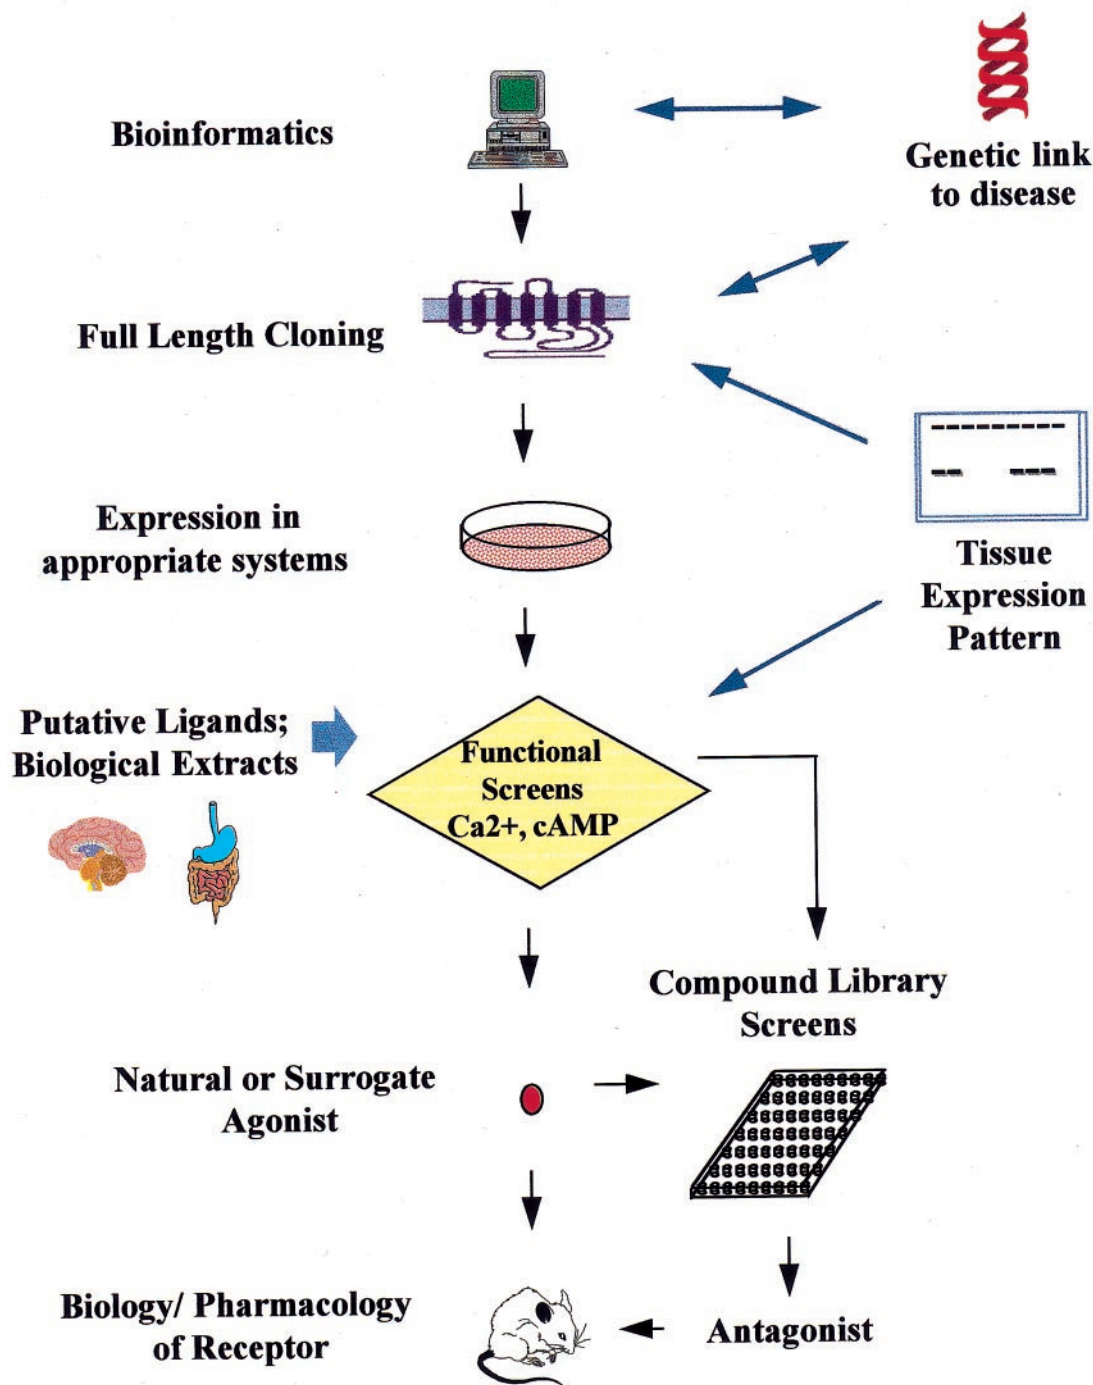 Bioinformatics
Genetic link
to disease
Full Length Cloning
Expression in
appropriate systems
Tissue
Expression
Pattern
Putative Ligands;
Biological Extracts
Functional
Screens
Ca2+, cAMP
Compound Library
Screens
Natural or Surrogate
Agonist
Biology/ Pharmacology
of Receptor
Antagonist